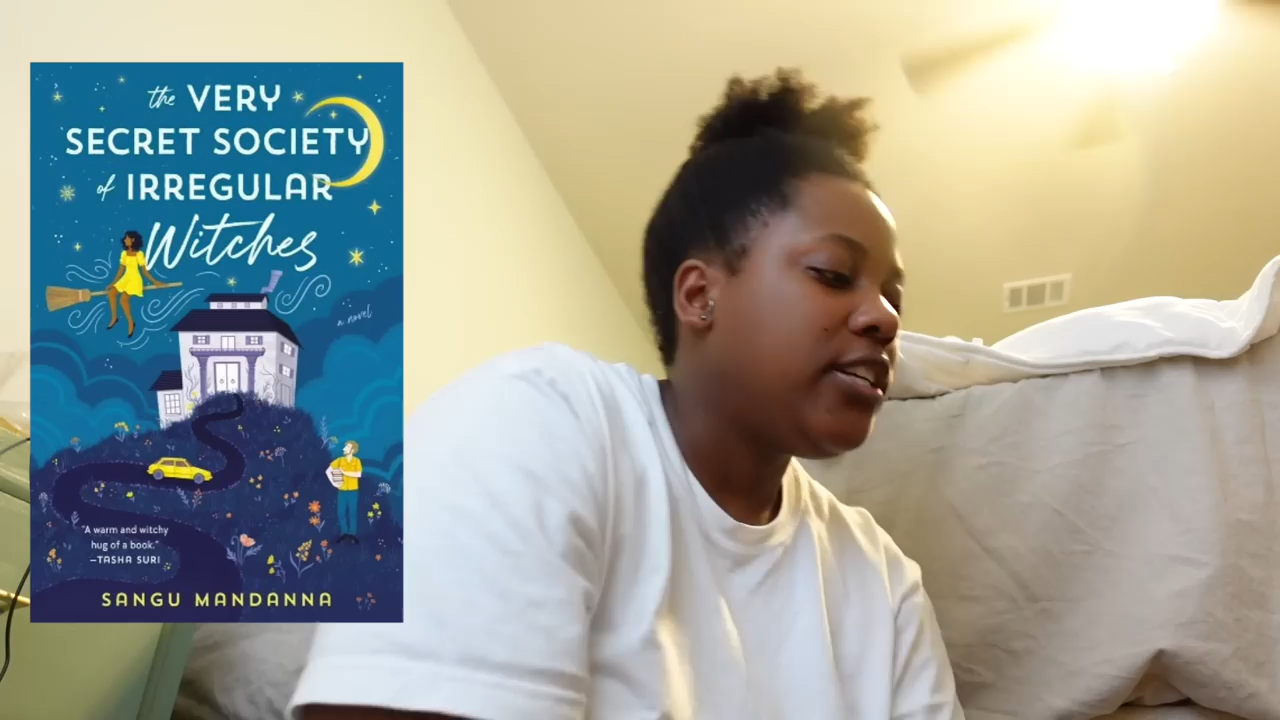 the VERY
SECRET SOCIETY
of IRREGULAR
Witches
a novel
"A warm and witchy
hug of a book."
—TASHA SURI
SANGU MANDANNA